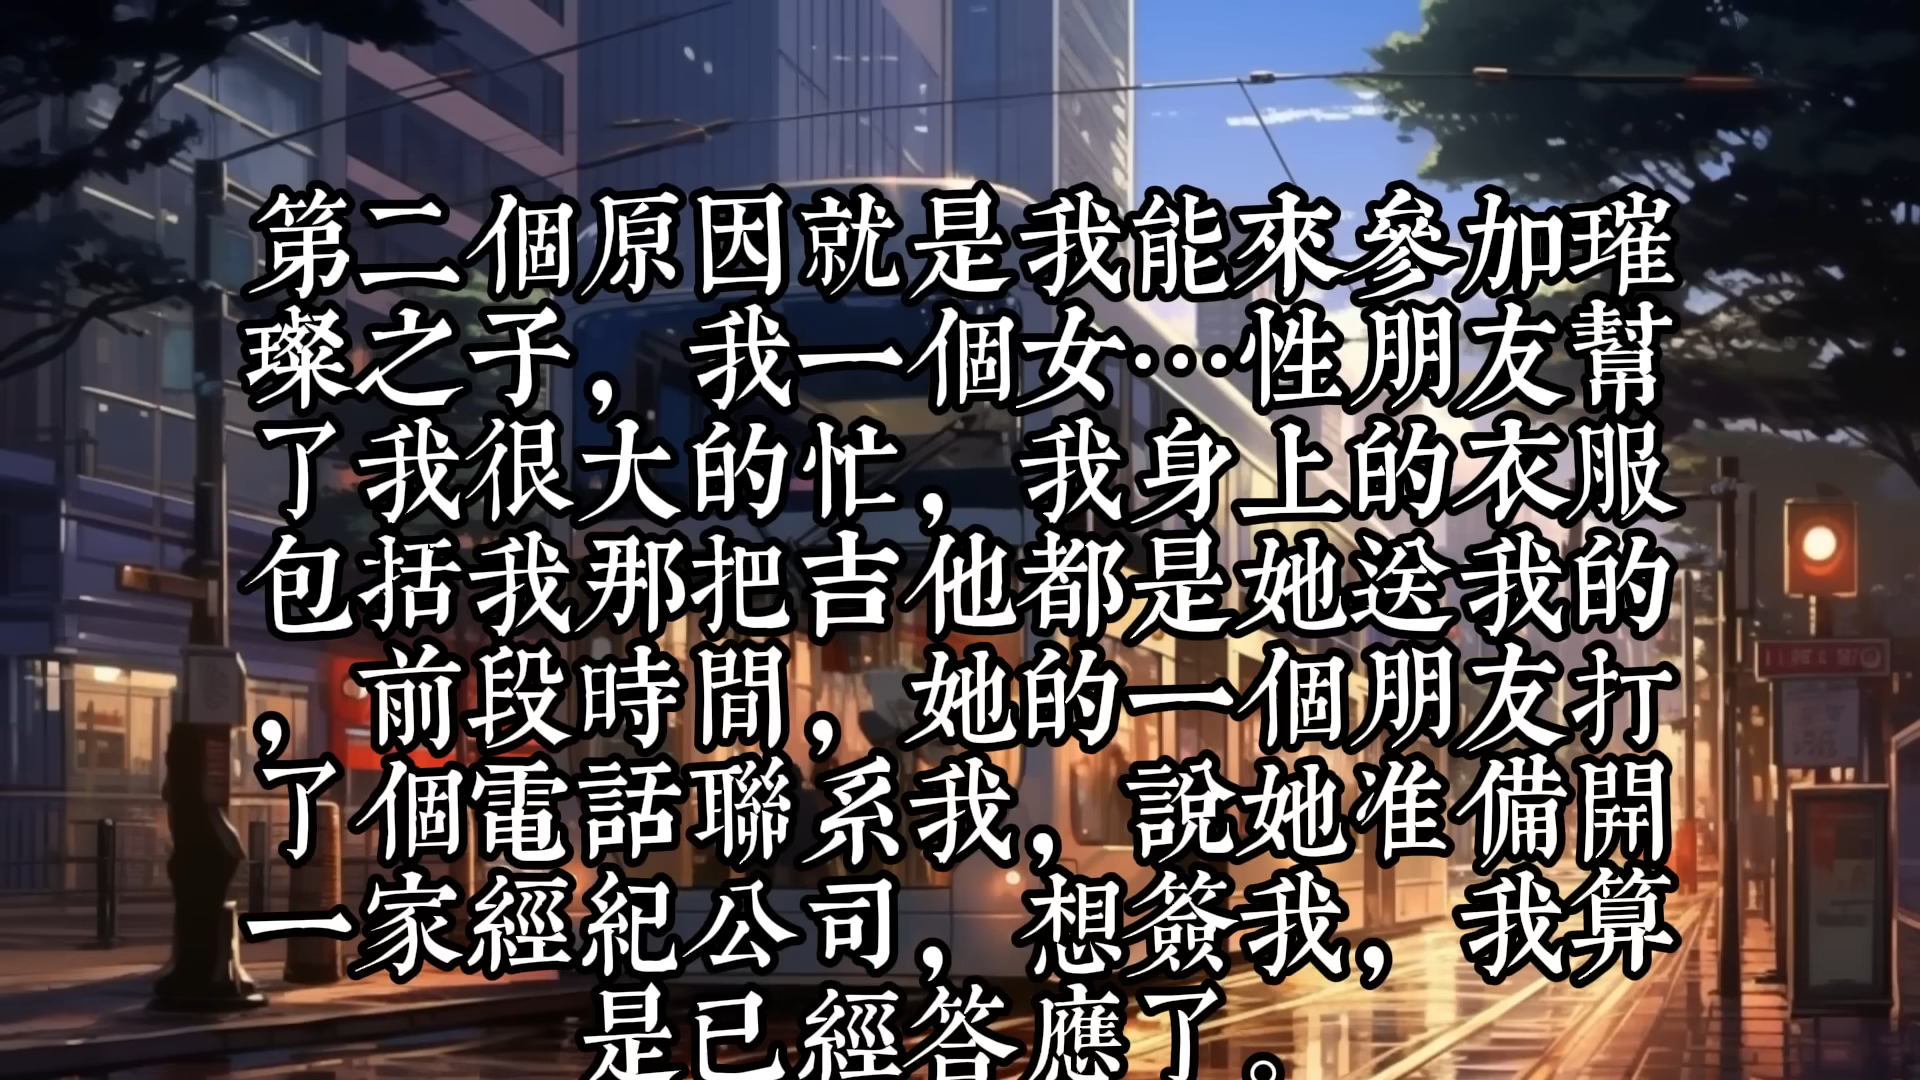 第二個原因就是我能來參加璀
璨之子，我一個女…性朋友幫
了我很大的忙，我身上的衣服
包括我那把吉他都是她送我的
，前段時間，她的一個朋友打
了個電話聯系我，說她准備開
一家經紀公司，想簽我，我算
是已經答應了。